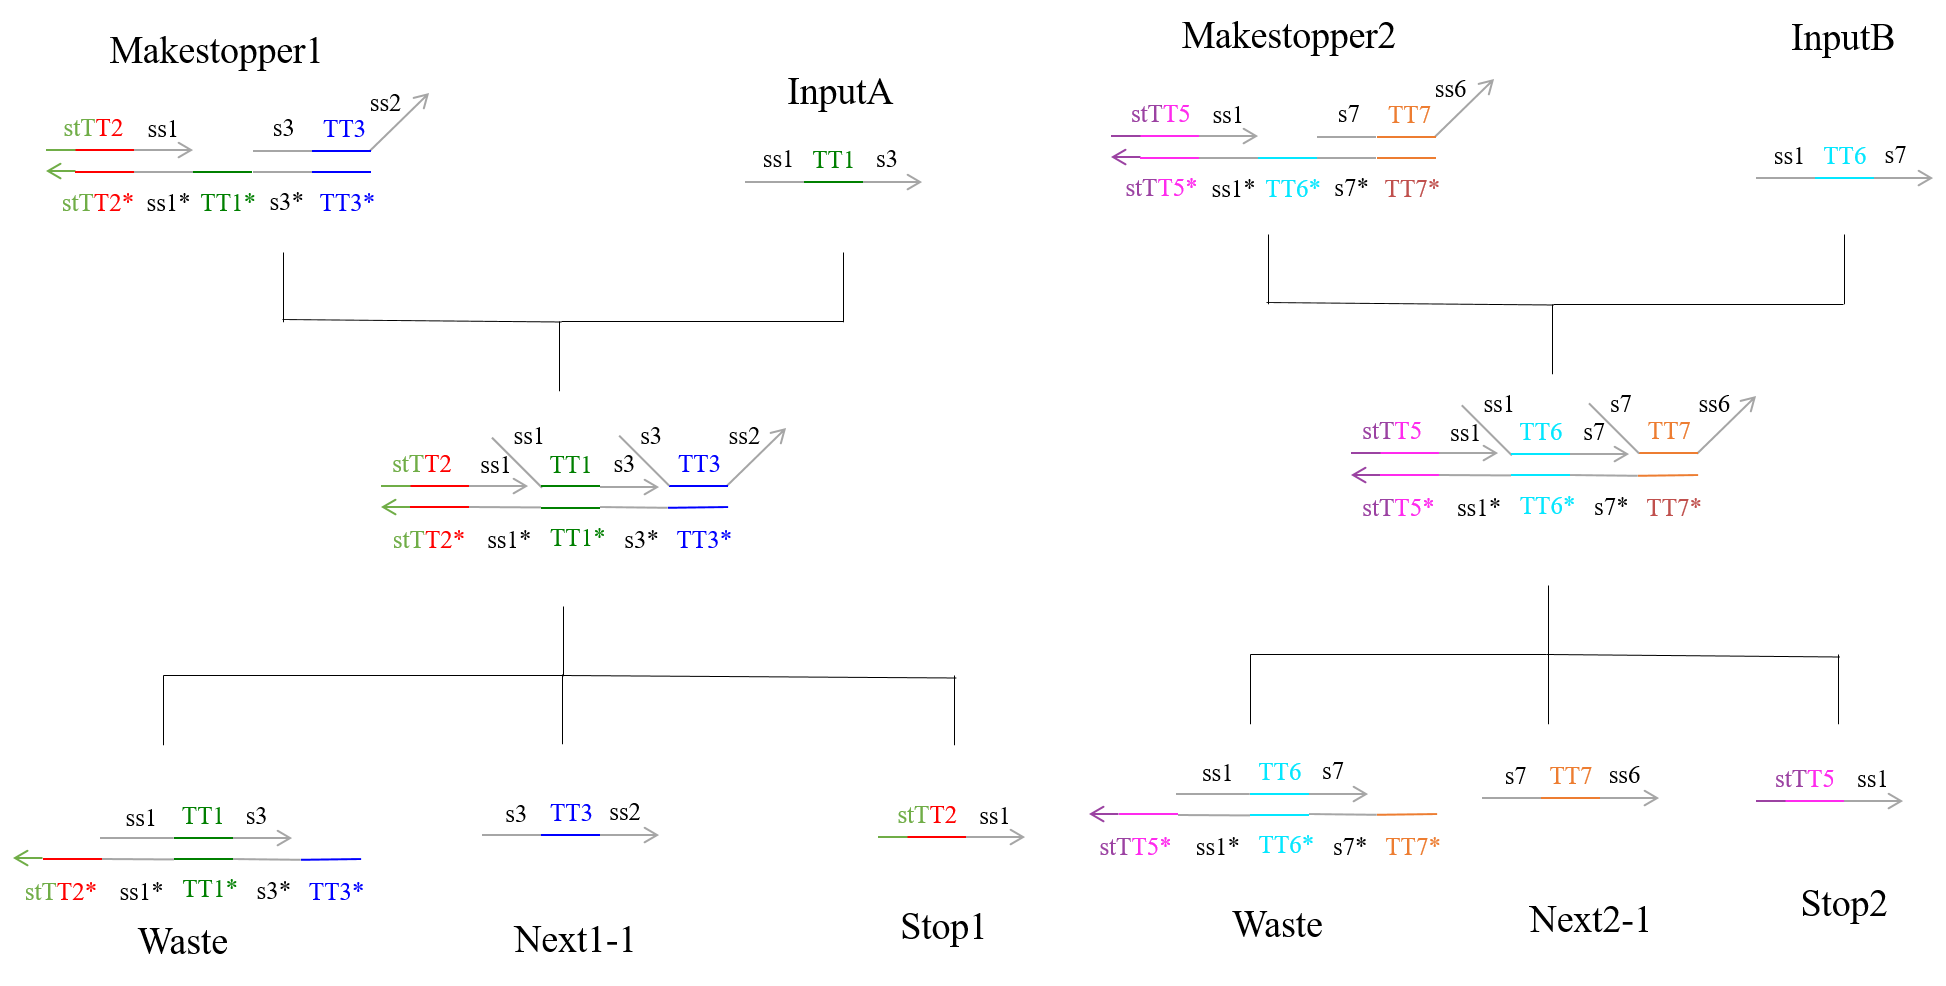 Makestopper1
InputA
stTT2 ss1 s3 TT3 ss2
stTT2* ss1* TT1* s3* TT3*
ss1 TT1 s3
ss1 s3 ss2
stTT2 ss1 TT1 s3 TT3
stTT2* ss1* TT1* s3* TT3*
ss1 TT1 s3
stTT2* ss1* TT1* s3* TT3*
Waste
s3 TT3 ss2
Next1-1
stTT2 ss1
Stop1
Makestopper2
InputB
stTT5 ss1 s7 TT7 ss6
stTT5* ss1* TT6* s7* TT7*
ss1 TT6 s7
ss1 s7 ss6
stTT5 ss1 TT6 s7 TT7
stTT5* ss1* TT6* s7* TT7*
ss1 TT6 s7
stTT5* ss1* TT6* s7* TT7*
Waste
s7 TT7 ss6
Next2-1
stTT5 ss1
Stop2